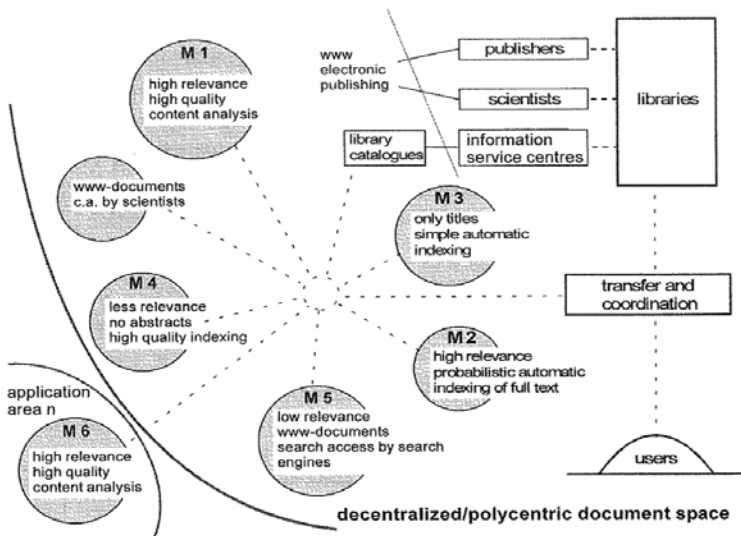 M 1
high relevance
high quality
content analysis
www
electronic
publishing
publishers
scientists
libraries
library
catalogues
information
service centres
www-documents
c.a. by scientists
M 3
only titles
simple automatic
indexing
M 4
less relevance
no abstracts
high quality indexing
transfer and
coordination
M 2
high relevance
probabilistic automatic
indexing of full text
application
area n
M 5
low relevance
www-documents
search access by search
engines
M 6
high relevance
high quality
content analysis
users
decentralized/polycentric document space